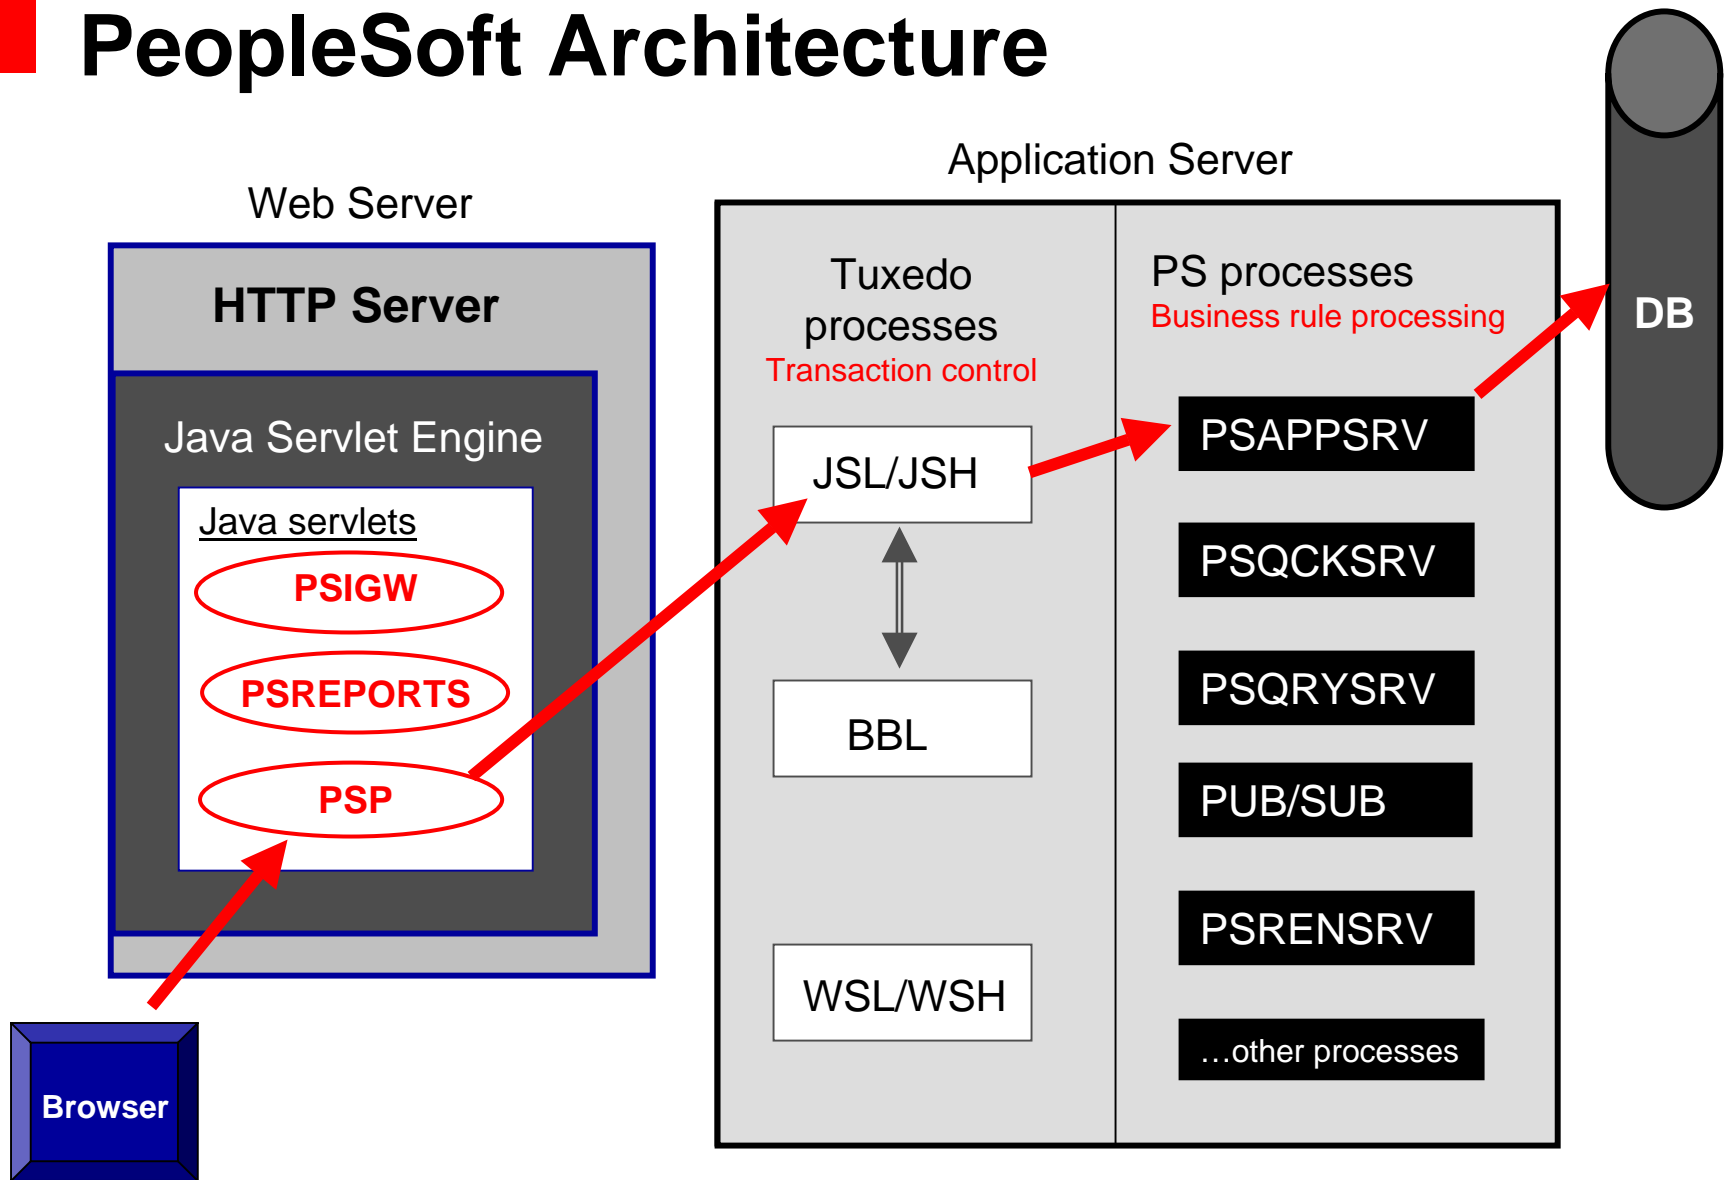 PeopleSoft Architecture
Web Server
HTTP Server
Java Servlet Engine
Java servlets
PSIGW
PSREPORTS
PSP
Browser
Application Server
Tuxedo
processes
Transaction control
JSL/JSH
BBL
WSL/WSH
PS processes
Business rule processing
PSAPPSRV
PSQCKSRV
PSQRYSRV
PUB/SUB
PSRENSRV
...other processes
DB